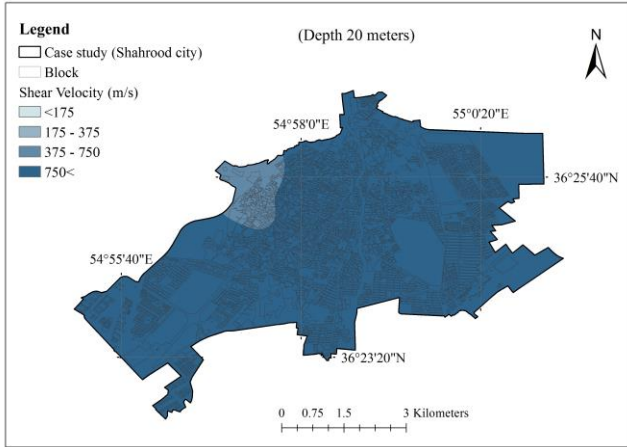 Legend
Case study (Shahrood city)
Block
Shear Velocity (m/s)
<175
175 - 375
375 - 750
750<
(Depth 20 meters)
N
54°58'0"E
55°0'20"E
36°25'40"N
54°55'40"E
36°23'20"N
0 0.75 1.5 3 Kilometers